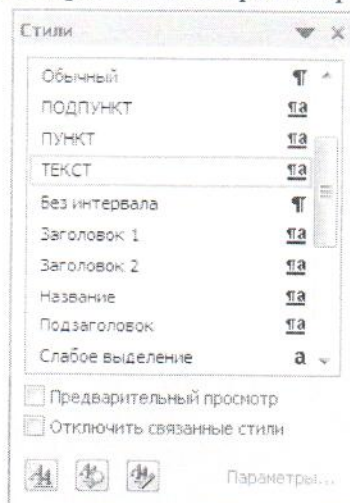 Стили
Обычный ¶
ПОДПУНКТ ¶a
ПУНКТ ¶a
ТЕКСТ ¶a
Без интервала ¶
Заголовок 1 ¶a
Заголовок 2 ¶a
Название ¶a
Подзаголовок ¶a
Слабое выделение a
Предварительный просмотр
Отключить связанные стили
Параметры...